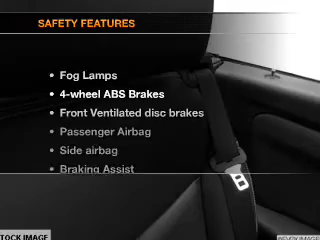 SAFETY FEATURES
• Fog Lamps
• 4-wheel ABS Brakes
• Front Ventilated disc brakes
• Passenger Airbag
• Side airbag
• Braking Assist
STOCK IMAGE